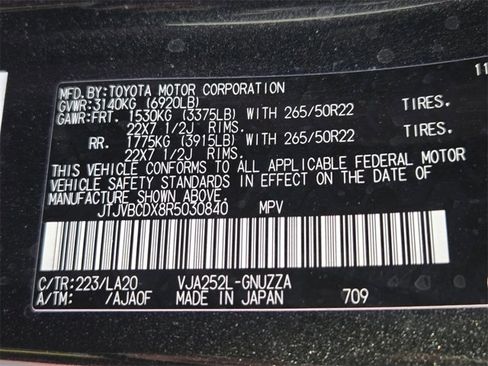 11
MFD.BY:TOYOTA MOTOR CORPORATION
GVWR:3140KG (6920LB)
GAWR:FRT. 1530KG (3375LB) WITH 265/50R22 TIRES.
22X7 1/2J RIMS.
RR. 1775KG (3915LB) WITH 265/50R22 TIRES.
22X7 1/2J RIMS.
THIS VEHICLE CONFORMS TO ALL APPLICABLE FEDERAL MOTOR
VEHICLE SAFETY STANDARDS IN EFFECT ON THE DATE OF
MANUFACTURE SHOWN ABOVE.
JTJVBCDX8R5030840 MPV
C/TR:223/LA20 VJA252L-GNUZZA
A/TM: /AJA0F MADE IN JAPAN 709